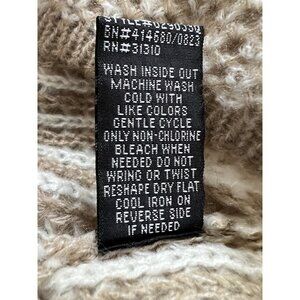 BN#414680/0823
RN#31310
WASH INSIDE OUT
MACHINE WASH
COLD WITH
LIKE COLORS
GENTLE CYCLE
ONLY NON-CHLORINE
BLEACH WHEN
NEEDED DO NOT
WRING OR TWIST
RESHAPE DRY FLAT
COOL IRON ON
REVERSE SIDE
IF NEEDED